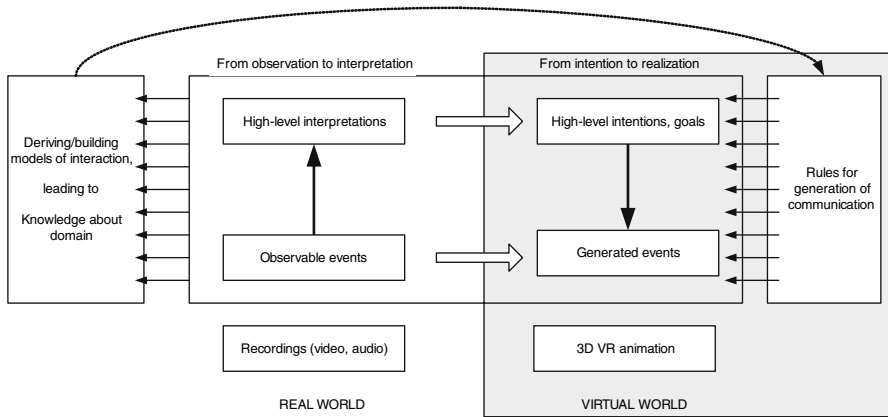 From observation to interpretation
From intention to realization
Deriving/building
models of interaction,
leading to
Knowledge about
domain
High-level interpretations
High-level intentions, goals
Rules for
generation of
communication
Observable events
Generated events
Recordings (video, audio)
3D VR animation
REAL WORLD
VIRTUAL WORLD